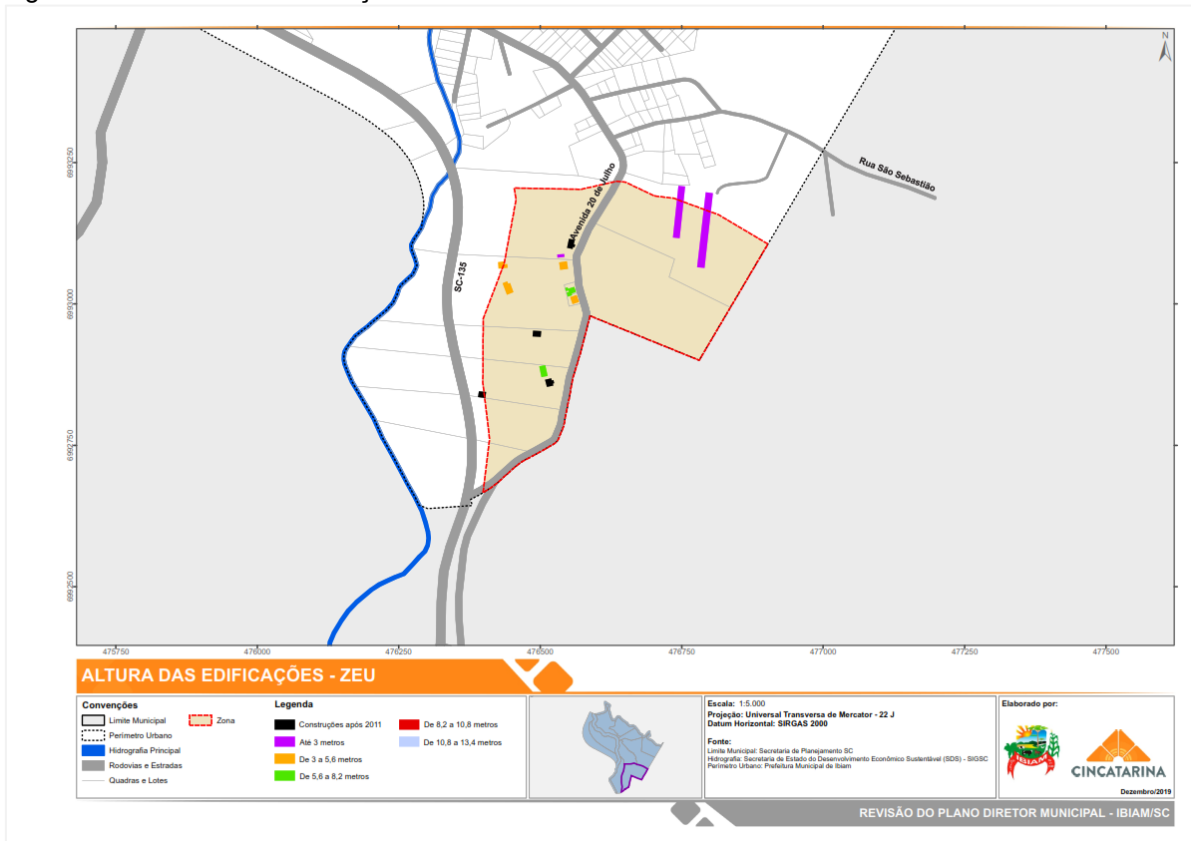 N
6993250
6993000
6992750
6992500
Rua São Sebastião
Avenida 20 de Julho
SC-135
475750
476000
476250
476500
476750
477000
477250
477500
ALTURA DAS EDIFICAÇÕES - ZEU
Convenções
Limite Municipal
Zona
Perímetro Urbano
Hidrografia Principal
Rodovias e Estradas
Quadras e Lotes
Legenda
Construções após 2011
Até 3 metros
De 3 a 5,6 metros
De 5,6 a 8,2 metros
De 8,2 a 10,8 metros
De 10,8 a 13,4 metros
Escala: 1:5.000
Projeção: Universal Transversa de Mercator - 22 J
Datum Horizontal: SIRGAS 2000
Fonte:
Limite Municipal: Secretaria de Planejamento SC
Hidrografia: Secretaria de Estado do Desenvolvimento Econômico Sustentável (SDS) - SIGSC
Perímetro Urbano: Prefeitura Municipal de Ibiam
Elaborado por:
IBIAM
CINCATARINA
Dezembro/2019
REVISÃO DO PLANO DIRETOR MUNICIPAL - IBIAM/SC